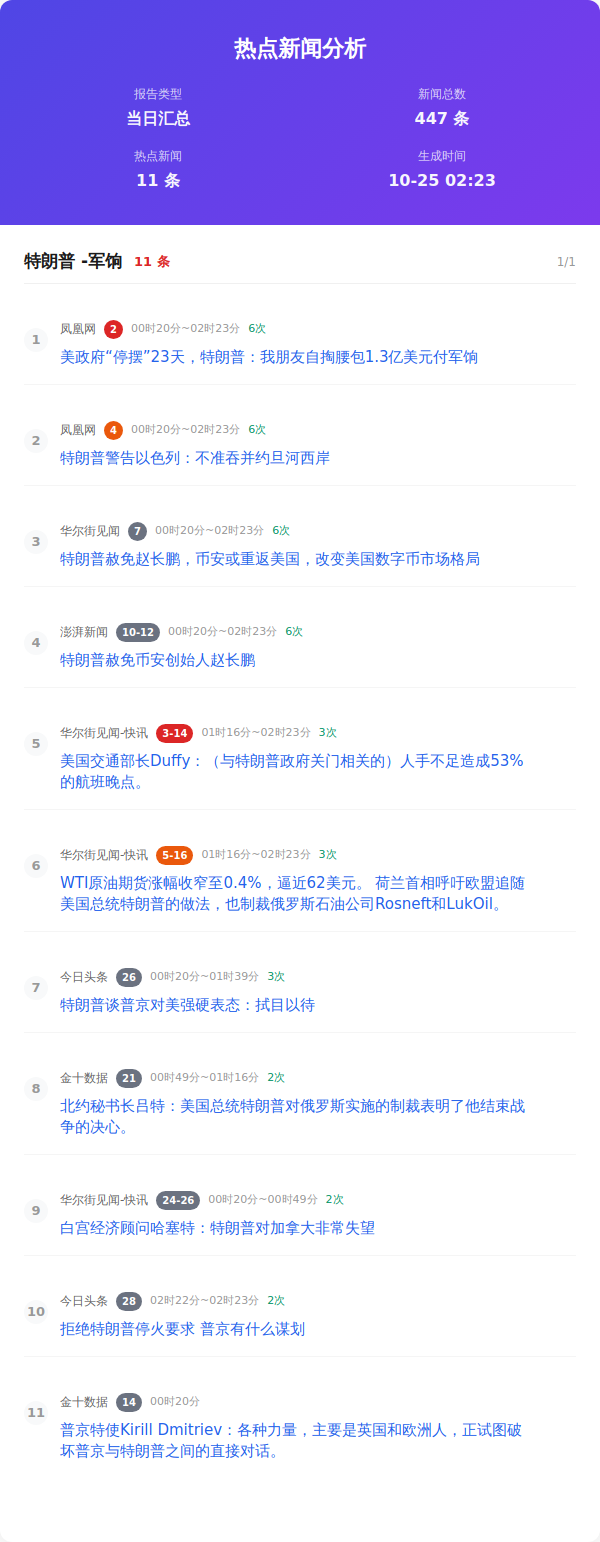 热点新闻分析
报告类型
新闻总数
当日汇总
447 条
热点新闻
生成时间
11 条
10-25 02:23
特朗普 -军饷 11 条 1/1
1
凤凰网 2 00时20分~02时23分 6次
美政府“停摆”23天，特朗普：我朋友自掏腰包1.3亿美元付军饷
2
凤凰网 4 00时20分~02时23分 6次
特朗普警告以色列：不准吞并约旦河西岸
3
华尔街见闻 7 00时20分~02时23分 6次
特朗普赦免赵长鹏，币安或重返美国，改变美国数字币市场格局
4
澎湃新闻 10-12 00时20分~02时23分 6次
特朗普赦免币安创始人赵长鹏
5
华尔街见闻-快讯 3-14 01时16分~02时23分 3次
美国交通部长Duffy：（与特朗普政府关门相关的）人手不足造成53%
的航班晚点。
6
华尔街见闻-快讯 5-16 01时16分~02时23分 3次
WTI原油期货涨幅收窄至0.4%，逼近62美元。 荷兰首相呼吁欧盟追随
美国总统特朗普的做法，也制裁俄罗斯石油公司Rosneft和LukOil。
7
今日头条 26 00时20分~01时39分 3次
特朗普谈普京对美强硬表态：拭目以待
8
金十数据 21 00时49分~01时16分 2次
北约秘书长吕特：美国总统特朗普对俄罗斯实施的制裁表明了他结束战
争的决心。
9
华尔街见闻-快讯 24-26 00时20分~00时49分 2次
白宫经济顾问哈塞特：特朗普对加拿大非常失望
10
今日头条 28 02时22分~02时23分 2次
拒绝特朗普停火要求 普京有什么谋划
11
金十数据 14 00时20分
普京特使Kirill Dmitriev：各种力量，主要是英国和欧洲人，正试图破
坏普京与特朗普之间的直接对话。